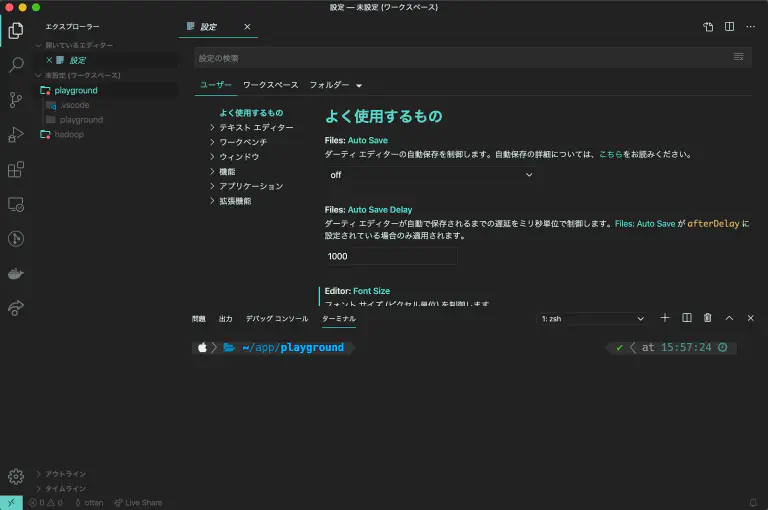 設定 — 未設定 (ワークスペース)
エクスプローラー
設定
開いているエディター
設定
未設定 (ワークスペース)
playground
.vscode
playground
hadoop
設定の検索
ユーザー ワークスペース フォルダー
よく使用するもの
テキスト エディター
ワークベンチ
ウィンドウ
機能
アプリケーション
拡張機能
よく使用するもの
Files: Auto Save
ダーティ エディターの自動保存を制御します。自動保存の詳細については、こちらをお読みください。
off
Files: Auto Save Delay
ダーティ エディターが自動で保存されるまでの遅延をミリ秒単位で制御します。Files: Auto Save が afterDelay に
設定されている場合のみ適用されます。
1000
Editor: Font Size
フォント サイズ (ピクセル単位) を制御します
問題 出力 デバッグ コンソール ターミナル
1: zsh
~/app/playground
at 15:57:24
アウトライン
タイムライン
0 0 otten Live Share